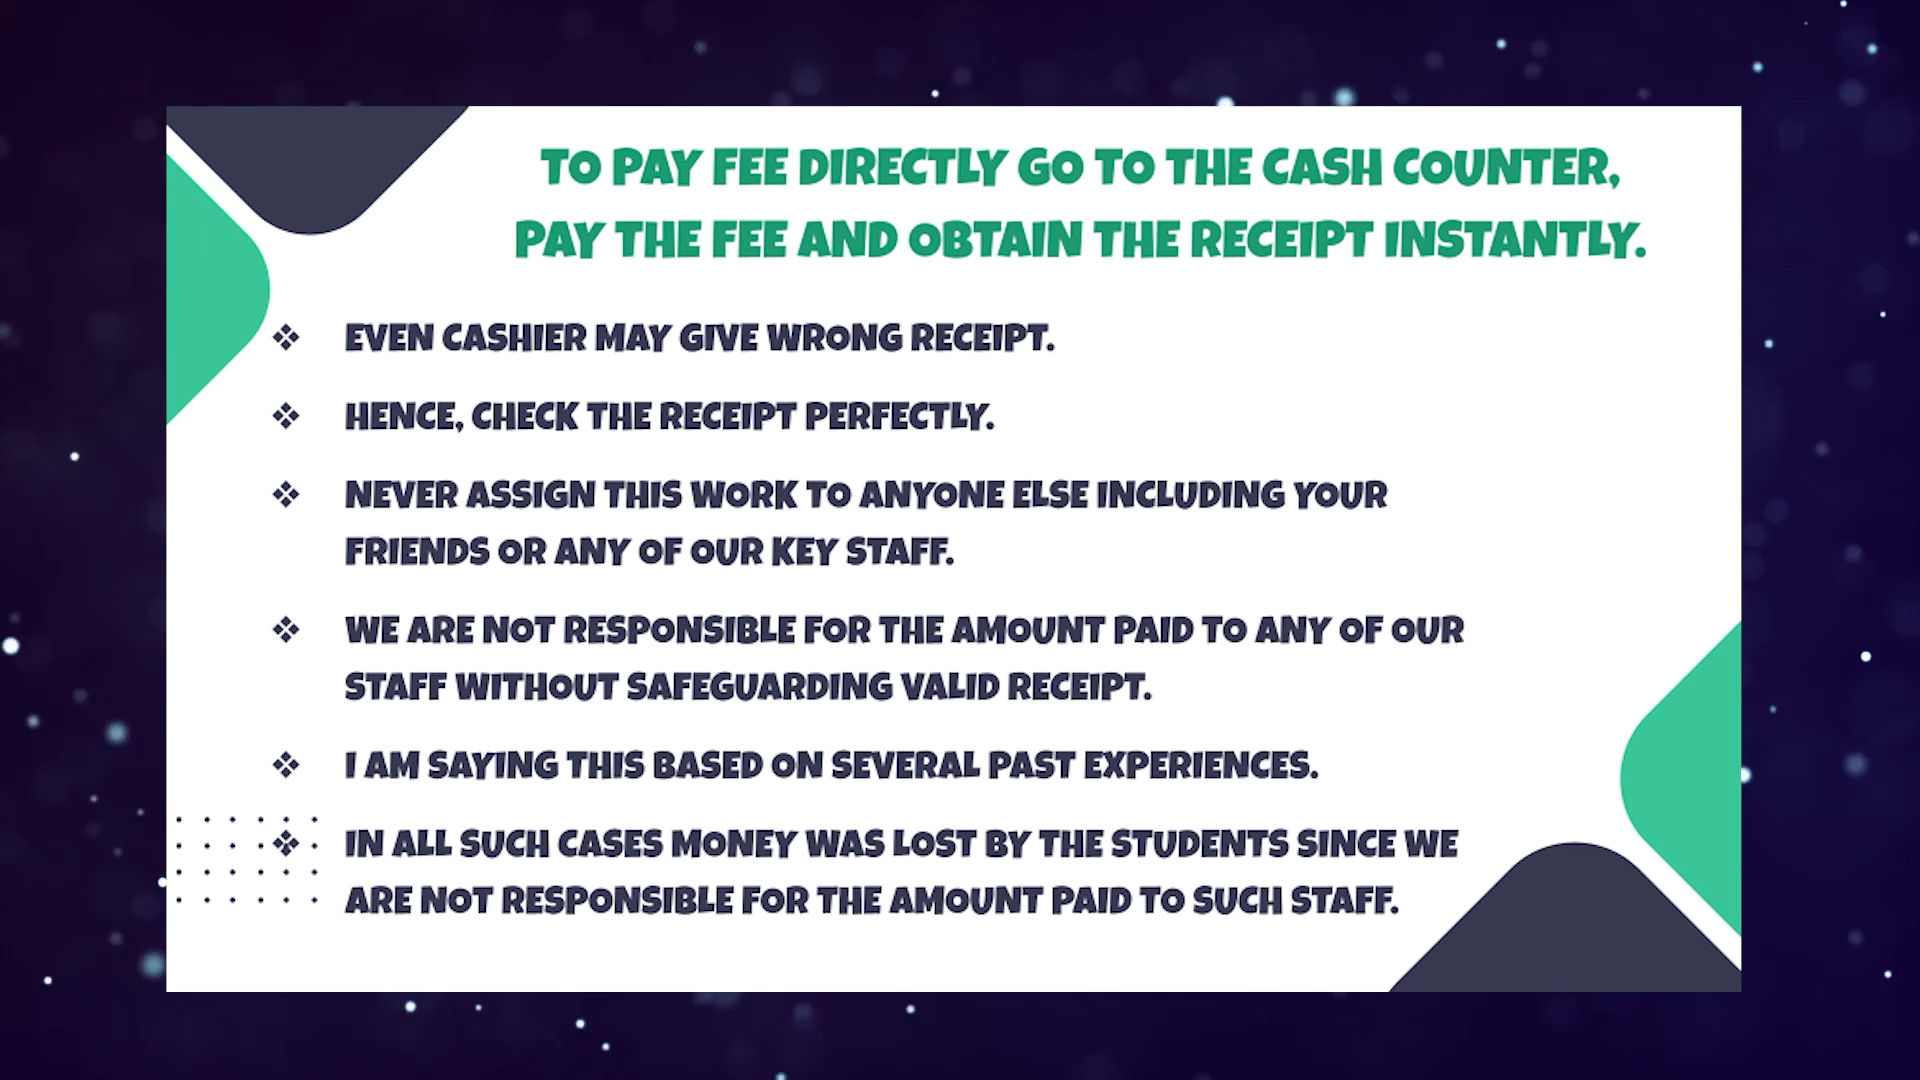 TO PAY FEE DIRECTLY GO TO THE CASH COUNTER,
PAY THE FEE AND OBTAIN THE RECEIPT INSTANTLY.
❖ EVEN CASHIER MAY GIVE WRONG RECEIPT.
❖ HENCE, CHECK THE RECEIPT PERFECTLY.
❖ NEVER ASSIGN THIS WORK TO ANYONE ELSE INCLUDING YOUR
FRIENDS OR ANY OF OUR KEY STAFF.
❖ WE ARE NOT RESPONSIBLE FOR THE AMOUNT PAID TO ANY OF OUR
STAFF WITHOUT SAFEGUARDING VALID RECEIPT.
❖ I AM SAYING THIS BASED ON SEVERAL PAST EXPERIENCES.
❖ IN ALL SUCH CASES MONEY WAS LOST BY THE STUDENTS SINCE WE
ARE NOT RESPONSIBLE FOR THE AMOUNT PAID TO SUCH STAFF.